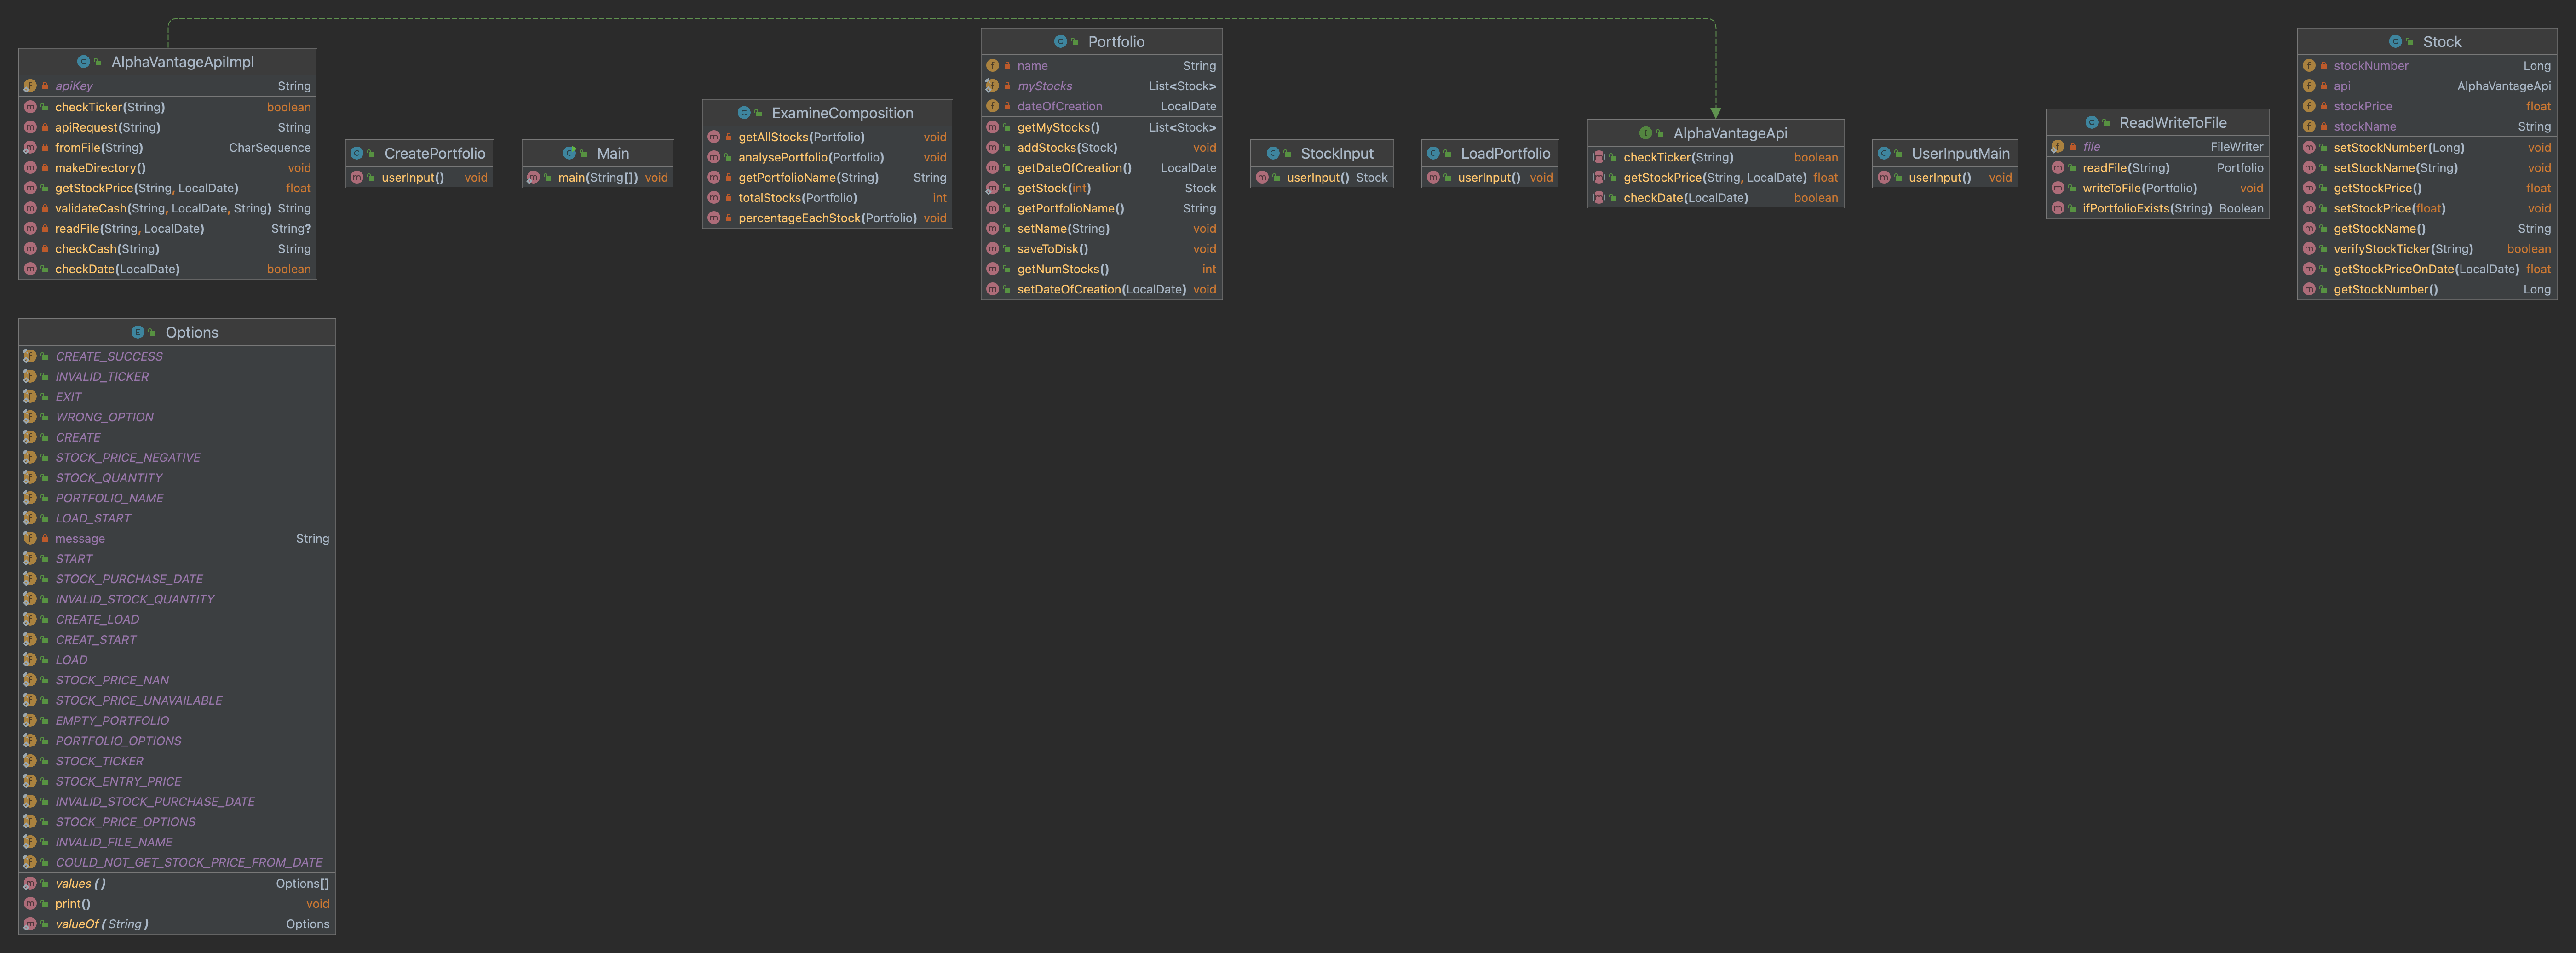 AlphaVantageApiImpl
apiKey String
checkTicker(String) boolean
apiRequest(String) String
fromFile(String) CharSequence
makeDirectory() void
getStockPrice(String, LocalDate) float
validateCash(String, LocalDate, String) String
readFile(String, LocalDate) String?
checkCash(String) String
checkDate(LocalDate) boolean
CreatePortfolio
userInput() void
Main
main(String[]) void
ExamineComposition
getAllStocks(Portfolio) void
analysePortfolio(Portfolio) void
getPortfolioName(String) String
totalStocks(Portfolio) int
percentageEachStock(Portfolio) void
Portfolio
name String
myStocks List<Stock>
dateOfCreation LocalDate
getMyStocks() List<Stock>
addStocks(Stock) void
getDateOfCreation() LocalDate
getStock(int) Stock
getPortfolioName() String
setName(String) void
saveToDisk() void
getNumStocks() int
setDateOfCreation(LocalDate) void
StockInput
userInput() Stock
LoadPortfolio
userInput() void
AlphaVantageApi
checkTicker(String) boolean
getStockPrice(String, LocalDate) float
checkDate(LocalDate) boolean
UserInputMain
userInput() void
ReadWriteToFile
file FileWriter
readFile(String) Portfolio
writeToFile(Portfolio) void
ifPortfolioExists(String) Boolean
Stock
stockNumber Long
api AlphaVantageApi
stockPrice float
stockName String
setStockNumber(Long) void
setStockName(String) void
getStockPrice() float
setStockPrice(float) void
getStockName() String
verifyStockTicker(String) boolean
getStockPriceOnDate(LocalDate) float
getStockNumber() Long
Options
CREATE_SUCCESS
INVALID_TICKER
EXIT
WRONG_OPTION
CREATE
STOCK_PRICE_NEGATIVE
STOCK_QUANTITY
PORTFOLIO_NAME
LOAD_START
message String
START
STOCK_PURCHASE_DATE
INVALID_STOCK_QUANTITY
CREATE_LOAD
CREAT_START
LOAD
STOCK_PRICE_NAN
STOCK_PRICE_UNAVAILABLE
EMPTY_PORTFOLIO
PORTFOLIO_OPTIONS
STOCK_TICKER
STOCK_ENTRY_PRICE
INVALID_STOCK_PURCHASE_DATE
STOCK_PRICE_OPTIONS
INVALID_FILE_NAME
COULD_NOT_GET_STOCK_PRICE_FROM_DATE
values() Options[]
print() void
valueOf(String) Options